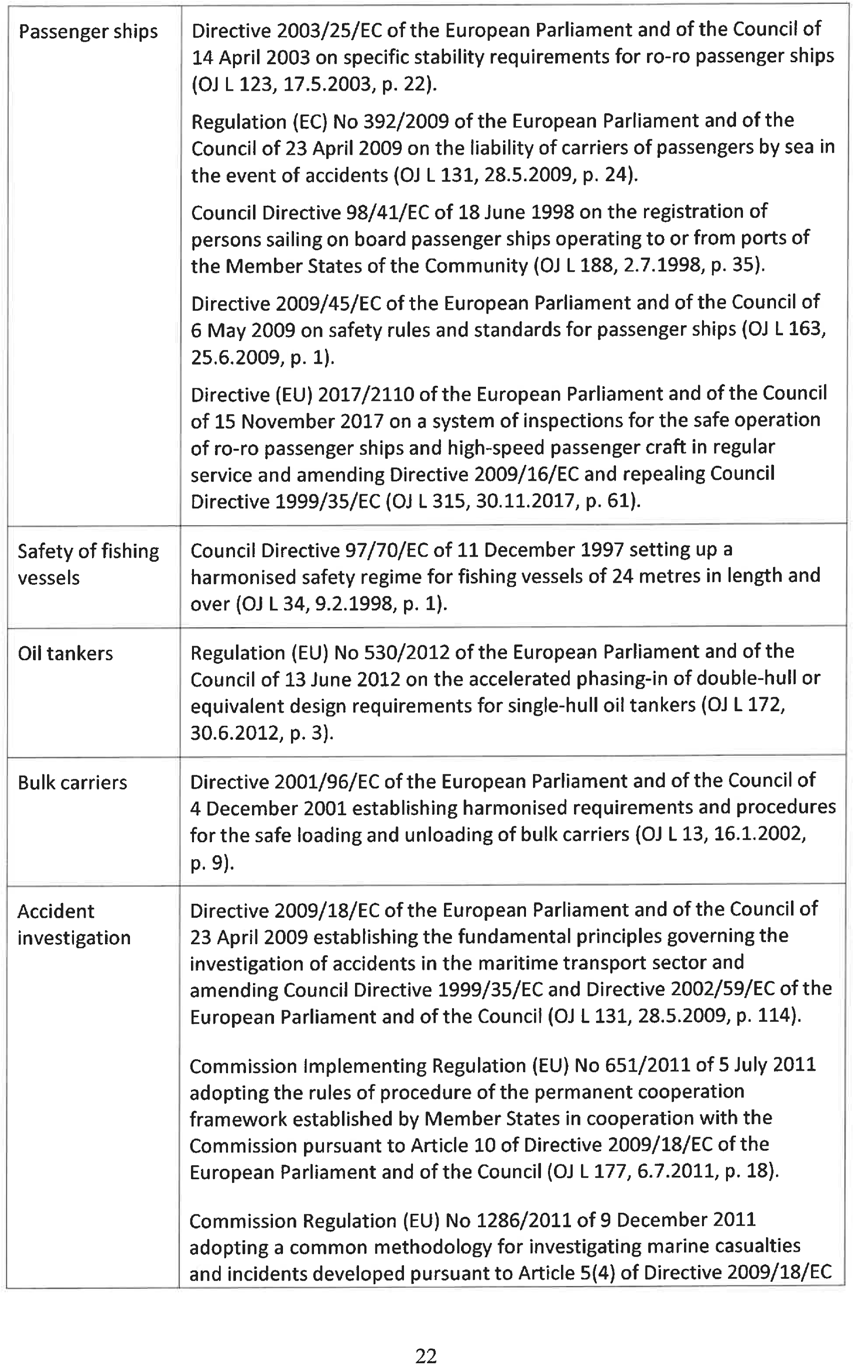 Passenger ships
Directive 2003/25/EC of the European Parliament and of the Council of
14 April 2003 on specific stability requirements for ro-ro passenger ships
(OJ L 123, 17.5.2003, p. 22).
Regulation (EC) No 392/2009 of the European Parliament and of the
Council of 23 April 2009 on the liability of carriers of passengers by sea in
the event of accidents (OJ L 131, 28.5.2009, p. 24).
Council Directive 98/41/EC of 18 June 1998 on the registration of
persons sailing on board passenger ships operating to or from ports of
the Member States of the Community (OJ L 188, 2.7.1998, p. 35).
Directive 2009/45/EC of the European Parliament and of the Council of
6 May 2009 on safety rules and standards for passenger ships (OJ L 163,
25.6.2009, p. 1).
Directive (EU) 2017/2110 of the European Parliament and of the Council
of 15 November 2017 on a system of inspections for the safe operation
of ro-ro passenger ships and high-speed passenger craft in regular
service and amending Directive 2009/16/EC and repealing Council
Directive 1999/35/EC (OJ L 315, 30.11.2017, p. 61).
Safety of fishing
vessels
Council Directive 97/70/EC of 11 December 1997 setting up a
harmonised safety regime for fishing vessels of 24 metres in length and
over (OJ L 34, 9.2.1998, p. 1).
Oil tankers
Regulation (EU) No 530/2012 of the European Parliament and of the
Council of 13 June 2012 on the accelerated phasing-in of double-hull or
equivalent design requirements for single-hull oil tankers (OJ L 172,
30.6.2012, p. 3).
Bulk carriers
Directive 2001/96/EC of the European Parliament and of the Council of
4 December 2001 establishing harmonised requirements and procedures
for the safe loading and unloading of bulk carriers (OJ L 13, 16.1.2002,
p. 9).
Accident
investigation
Directive 2009/18/EC of the European Parliament and of the Council of
23 April 2009 establishing the fundamental principles governing the
investigation of accidents in the maritime transport sector and
amending Council Directive 1999/35/EC and Directive 2002/59/EC of the
European Parliament and of the Council (OJ L 131, 28.5.2009, p. 114).
Commission Implementing Regulation (EU) No 651/2011 of 5 July 2011
adopting the rules of procedure of the permanent cooperation
framework established by Member States in cooperation with the
Commission pursuant to Article 10 of Directive 2009/18/EC of the
European Parliament and of the Council (OJ L 177, 6.7.2011, p. 18).
Commission Regulation (EU) No 1286/2011 of 9 December 2011
adopting a common methodology for investigating marine casualties
and incidents developed pursuant to Article 5(4) of Directive 2009/18/EC
22